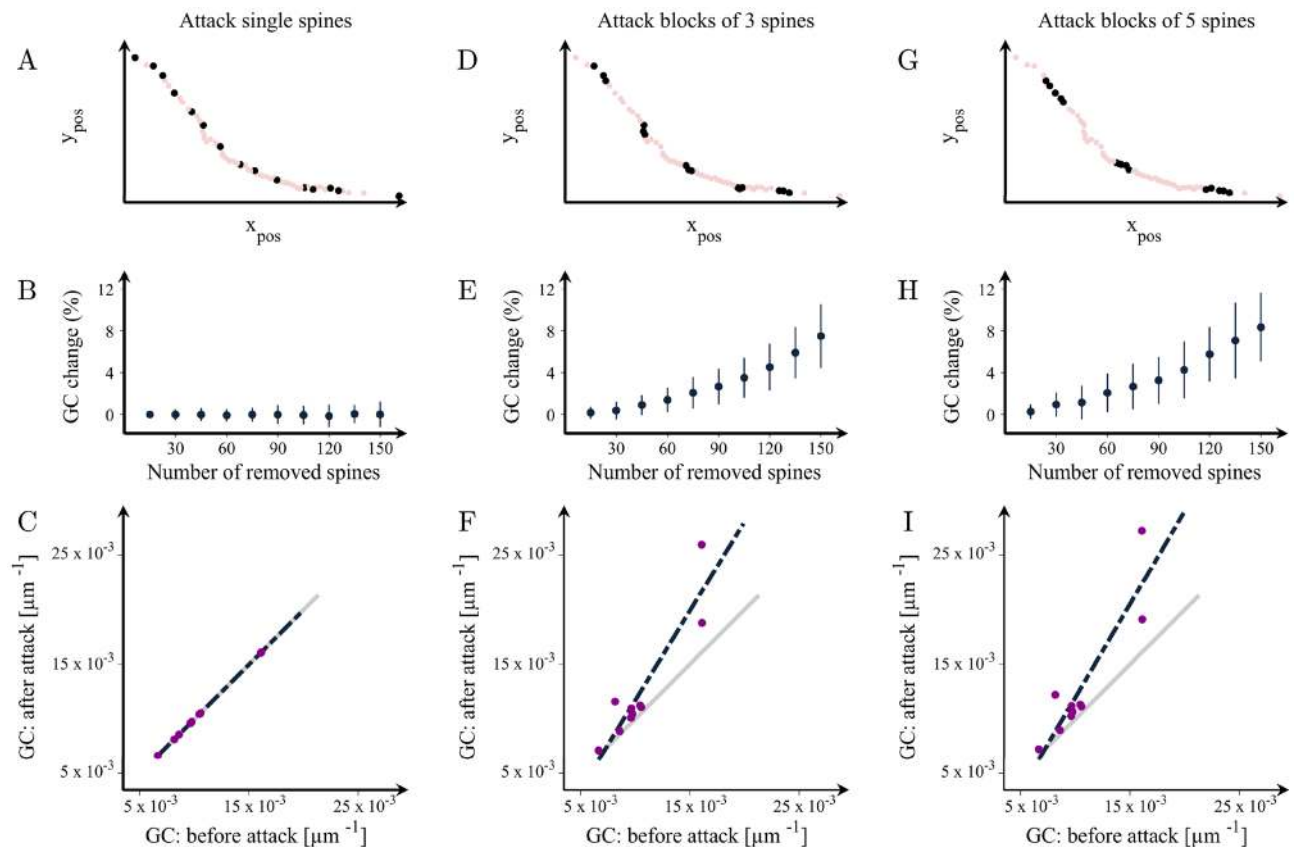 Attack single spines
Attack blocks of 3 spines
Attack blocks of 5 spines
A
y_pos
x_pos
D
y_pos
x_pos
G
y_pos
x_pos
B
GC change (%)
12
8
4
0
30 60 90 120 150
Number of removed spines
E
GC change (%)
12
8
4
0
30 60 90 120 150
Number of removed spines
H
GC change (%)
12
8
4
0
30 60 90 120 150
Number of removed spines
C
GC: after attack [µm ⁻¹]
25 x 10⁻³
15 x 10⁻³
5 x 10⁻³
5 x 10⁻³ 15 x 10⁻³ 25 x 10⁻³
GC: before attack [µm ⁻¹]
F
GC: after attack [µm ⁻¹]
25 x 10⁻³
15 x 10⁻³
5 x 10⁻³
5 x 10⁻³ 15 x 10⁻³ 25 x 10⁻³
GC: before attack [µm ⁻¹]
I
GC: after attack [µm ⁻¹]
25 x 10⁻³
15 x 10⁻³
5 x 10⁻³
5 x 10⁻³ 15 x 10⁻³ 25 x 10⁻³
GC: before attack [µm ⁻¹]